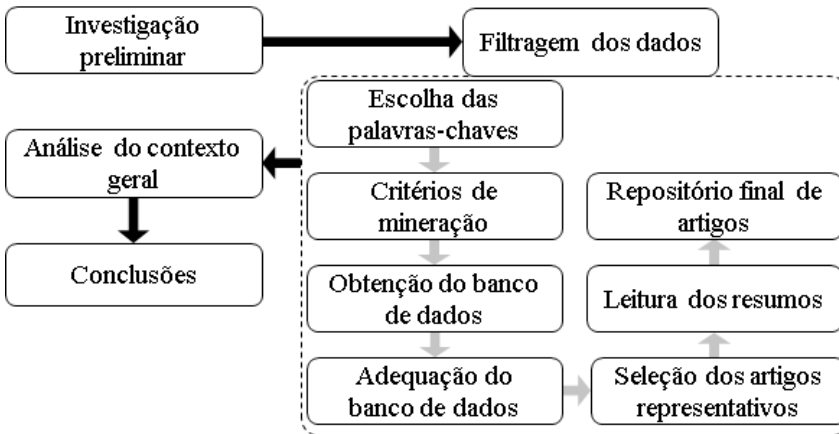 Investigação
preliminar
Filtragem dos dados
Escolha das
palavras-chaves
Critérios de
mineração
Obtenção do banco
de dados
Adequação do
banco de dados
Seleção dos artigos
representativos
Leitura dos resumos
Repositório final de
artigos
Análise do contexto
geral
Conclusões